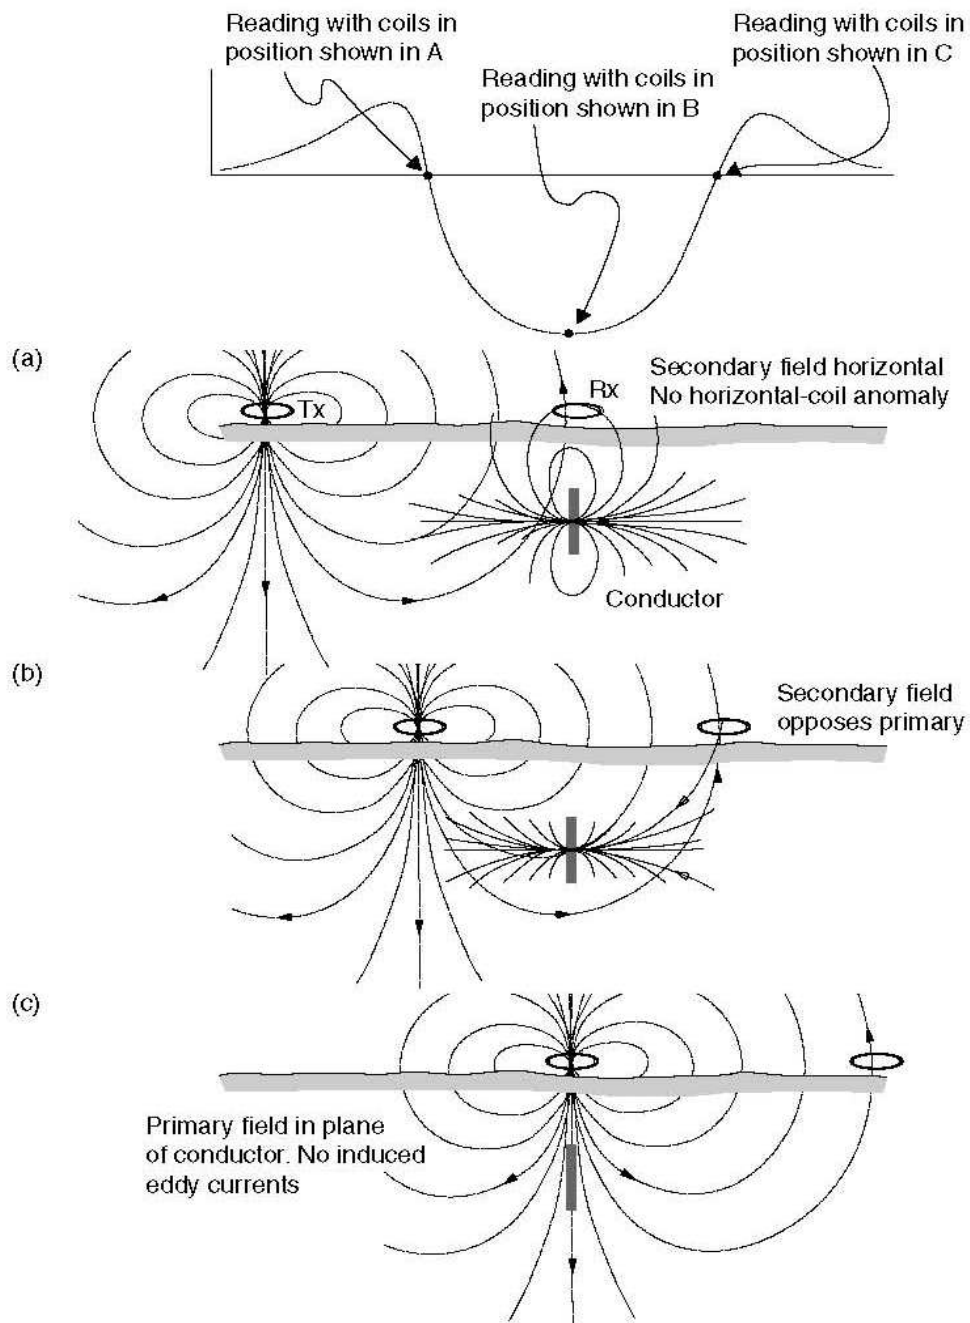 Reading with coils in
position shown in A
Reading with coils in
position shown in B
Reading with coils in
position shown in C
(a)
Tx
Rx
Secondary field horizontal
No horizontal-coil anomaly
Conductor
(b)
Secondary field
opposes primary
(c)
Primary field in plane
of conductor. No induced
eddy currents